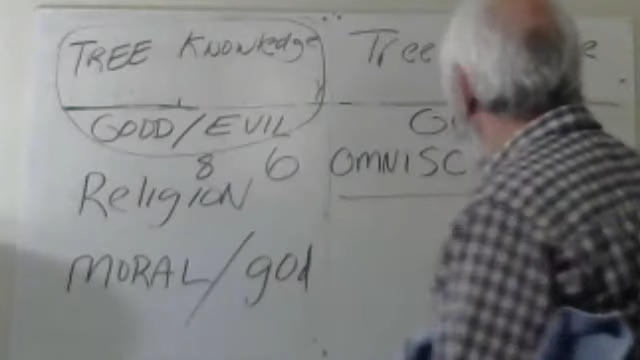 TREE Knowledge
GOOD/EVIL
8 6
Religion
MORAL/god
Tree
OMNISC